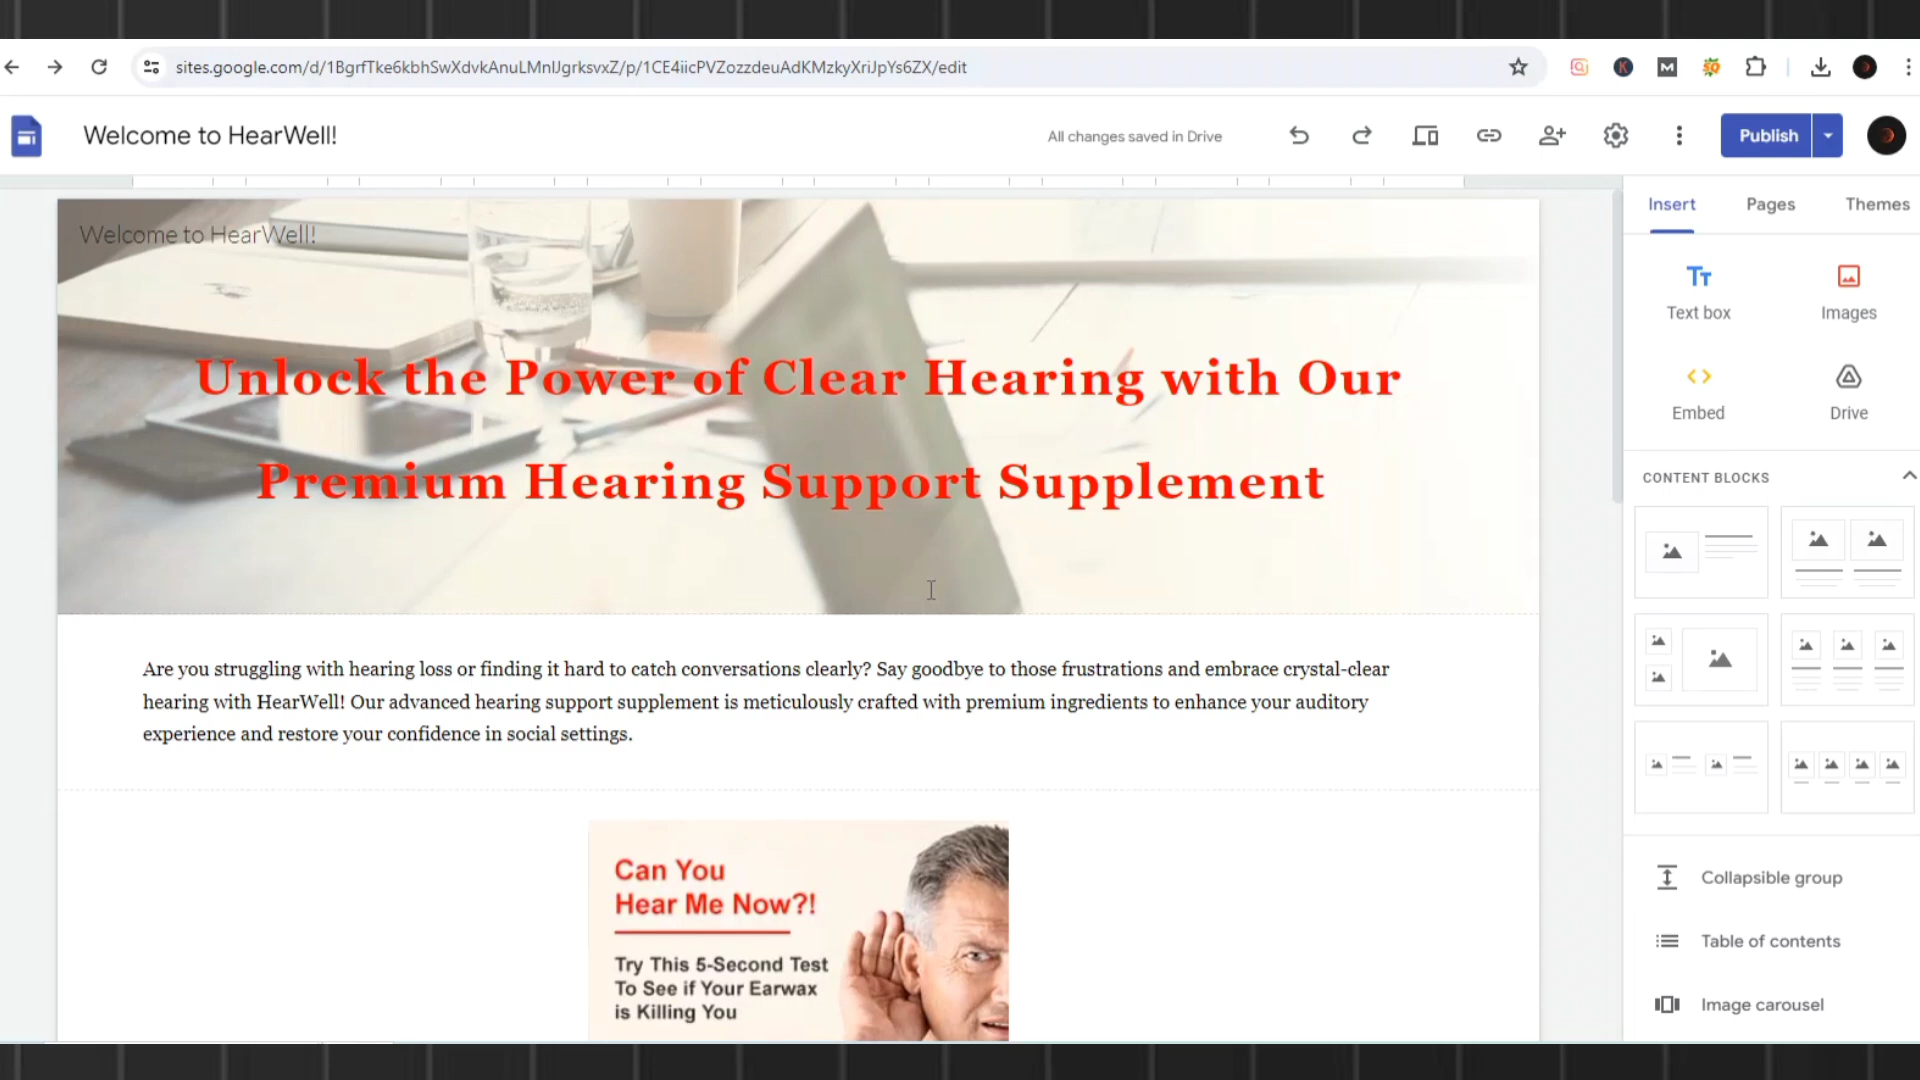 sites.google.com/d/1BgrfTke6kbhSwXdvkAnuLMnlJgrksvxZ/p/1CE4iicPVZozzdeuAdKMzkyXriJpYs6ZX/edit
Welcome to HearWell!
All changes saved in Drive
Publish
Insert
Pages
Themes
Welcome to HearWell!
Unlock the Power of Clear Hearing with Our
Premium Hearing Support Supplement
Tt
Text box
Images
Embed
Drive
CONTENT BLOCKS
Are you struggling with hearing loss or finding it hard to catch conversations clearly? Say goodbye to those frustrations and embrace crystal-clear
hearing with HearWell! Our advanced hearing support supplement is meticulously crafted with premium ingredients to enhance your auditory
experience and restore your confidence in social settings.
Can You
Hear Me Now?!
Try This 5-Second Test
To See if Your Earwax
is Killing You
Collapsible group
Table of contents
Image carousel